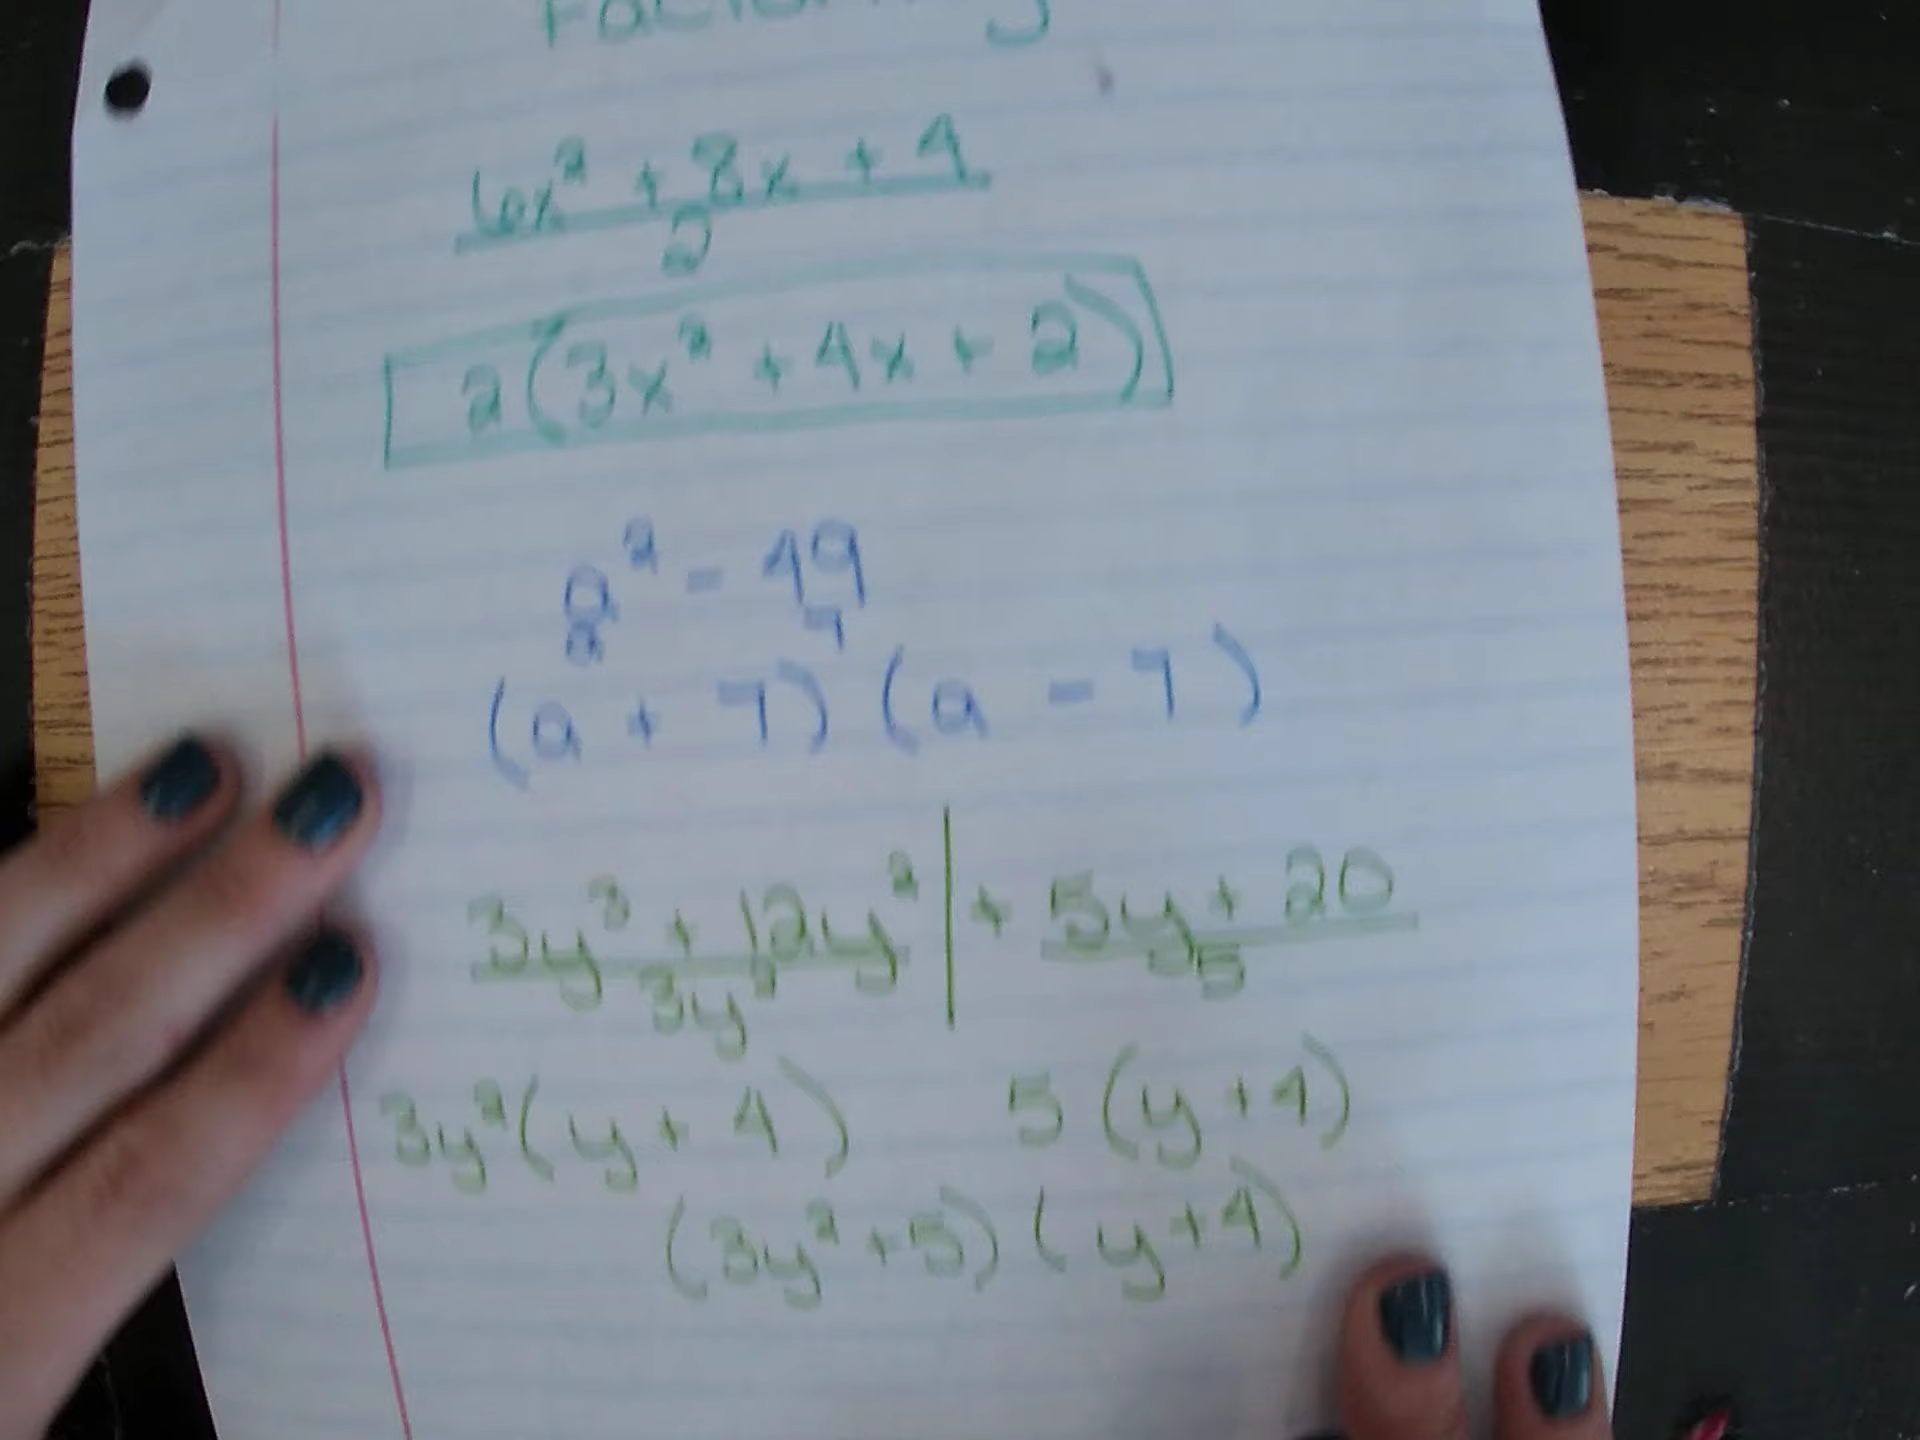 Factoring
6x² + 8x + 4
2
2(3x² + 4x + 2)
a² - 49
a 7
(a + 7)(a - 7)
3y³ + 12y² | + 5y + 20
3y² 5
3y²(y + 4) 5(y+4)
(3y²+5)(y+4)